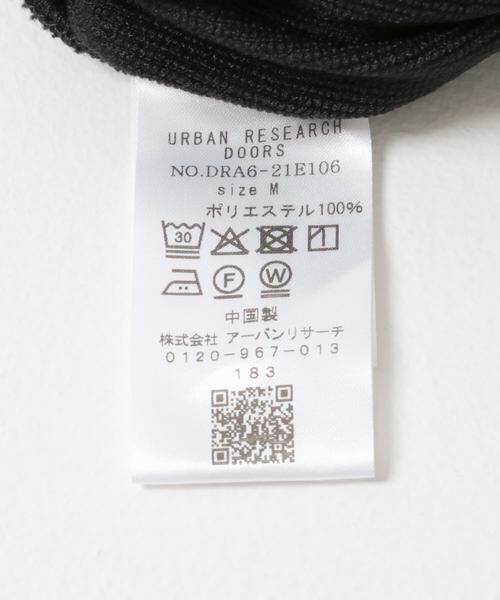 URBAN RESEARCH
DOORS
NO.DRA6-21E106
size M
ポリエステル100%
30
F W
中国製
株式会社 アーバンリサーチ
0120-967-013
183